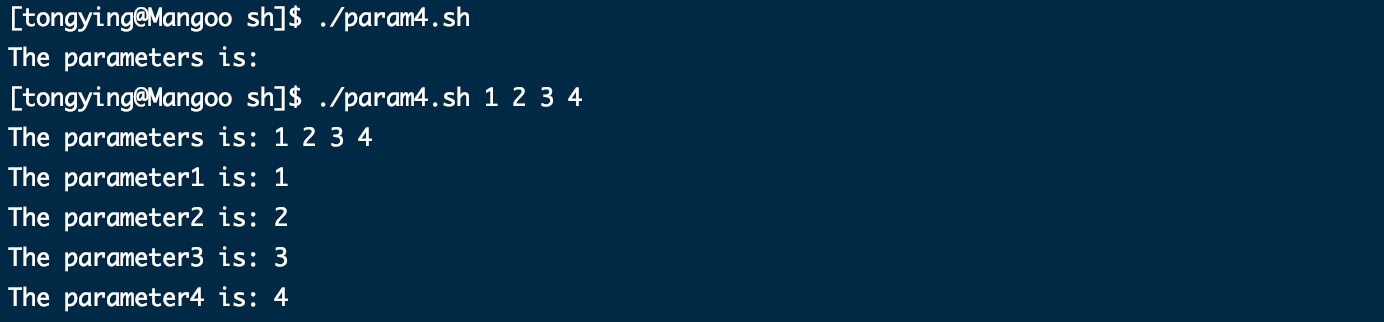 [tongying@Mangoo sh]$ ./param4.sh
The parameters is:
[tongying@Mangoo sh]$ ./param4.sh 1 2 3 4
The parameters is: 1 2 3 4
The parameter1 is: 1
The parameter2 is: 2
The parameter3 is: 3
The parameter4 is: 4